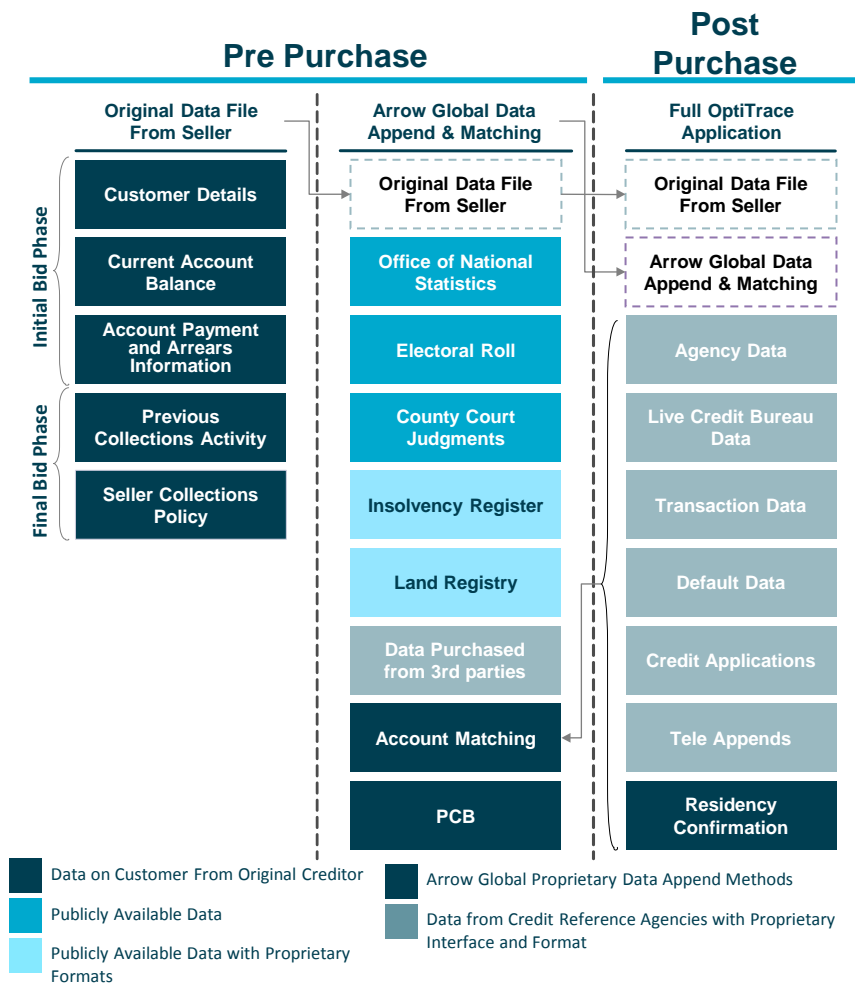 Pre Purchase
Post
Purchase
Original Data File
From Seller
Arrow Global Data
Append & Matching
Full OptiTrace
Application
Initial Bid Phase
Final Bid Phase
Customer Details
Current Account
Balance
Account Payment
and Arrears
Information
Previous
Collections Activity
Seller Collections
Policy
Original Data File
From Seller
Office of National
Statistics
Electoral Roll
County Court
Judgments
Insolvency Register
Land Registry
Data Purchased
from 3rd parties
Account Matching
PCB
Original Data File
From Seller
Arrow Global Data
Append & Matching
Agency Data
Live Credit Bureau
Data
Transaction Data
Default Data
Credit Applications
Tele Appends
Residency
Confirmation
Data on Customer From Original Creditor
Publicly Available Data
Publicly Available Data with Proprietary
Formats
Arrow Global Proprietary Data Append Methods
Data from Credit Reference Agencies with Proprietary
Interface and Format